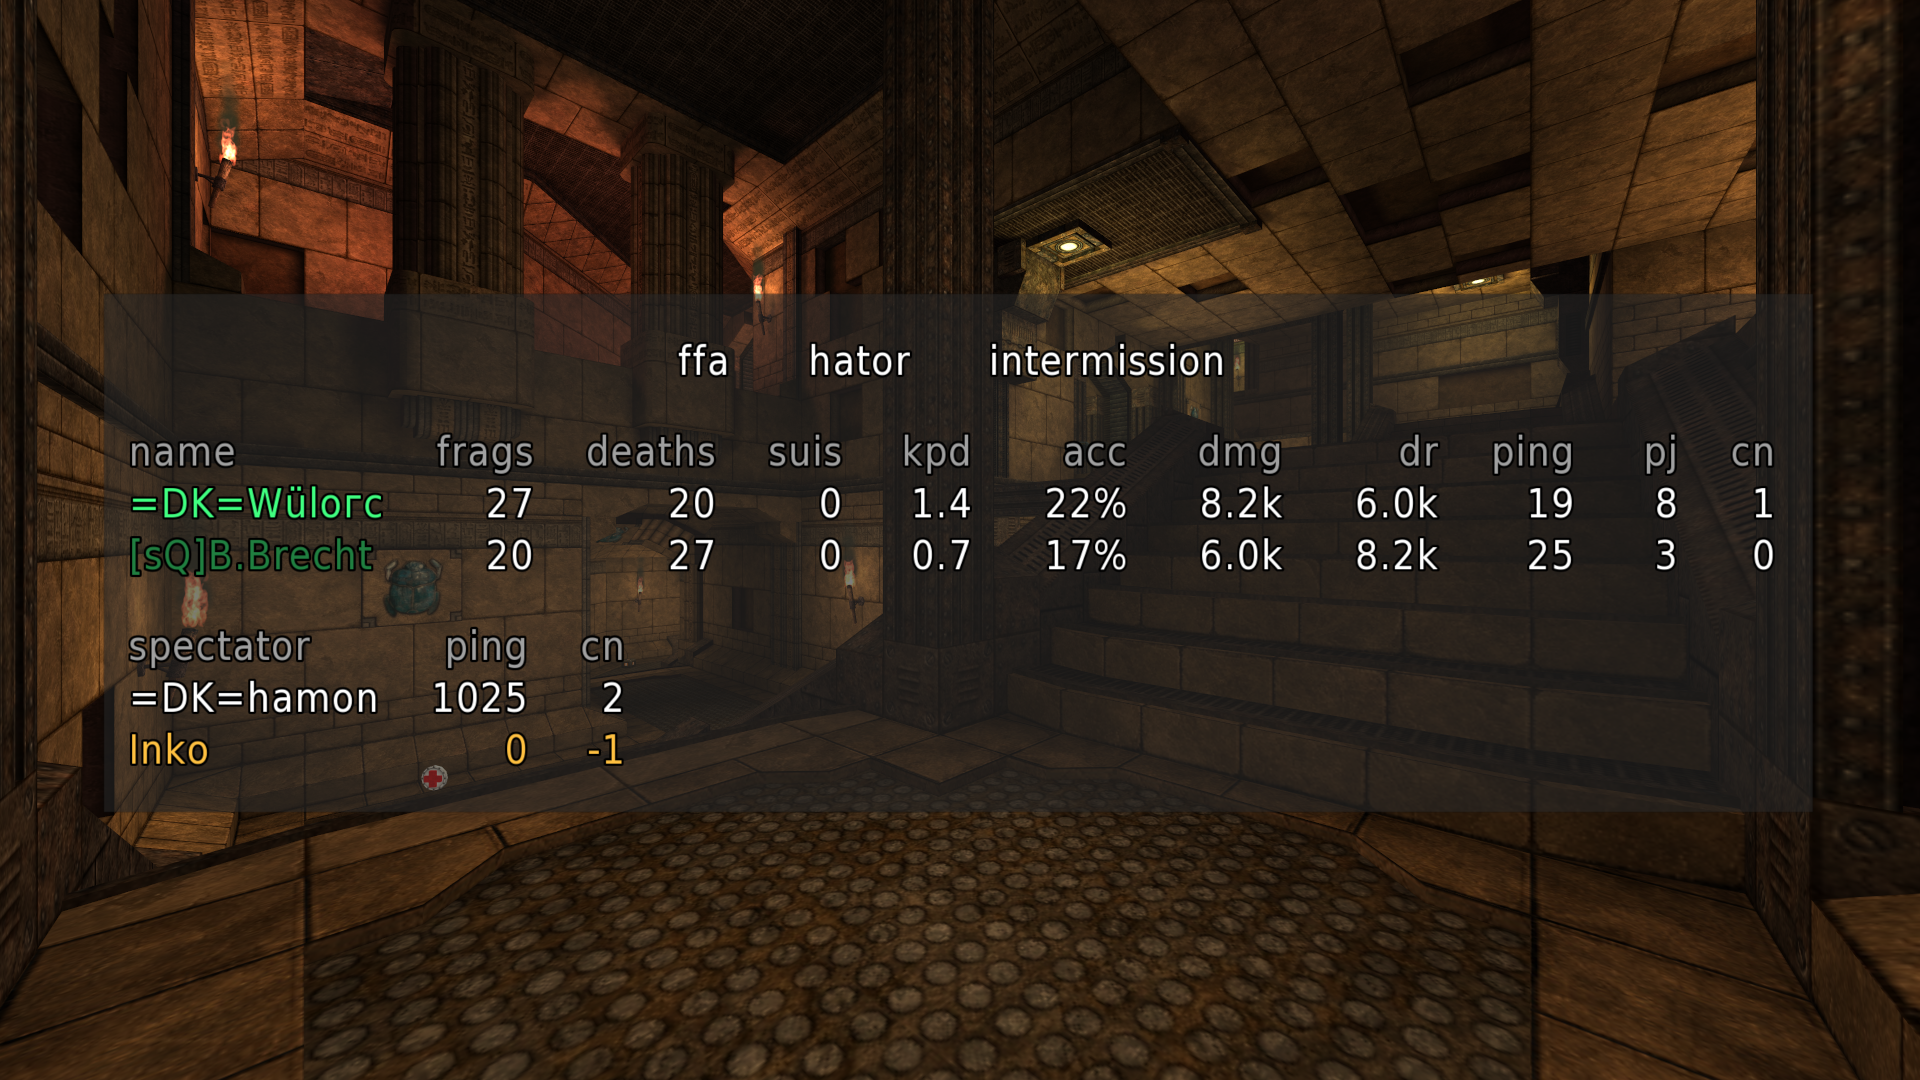 ffa hator intermission
name frags deaths suis kpd acc dmg dr ping pj cn
=DK=Wülorc 27 20 0 1.4 22% 8.2k 6.0k 19 8 1
[sQ]B.Brecht 20 27 0 0.7 17% 6.0k 8.2k 25 3 0
spectator ping cn
=DK=hamon 1025 2
Inko 0 -1